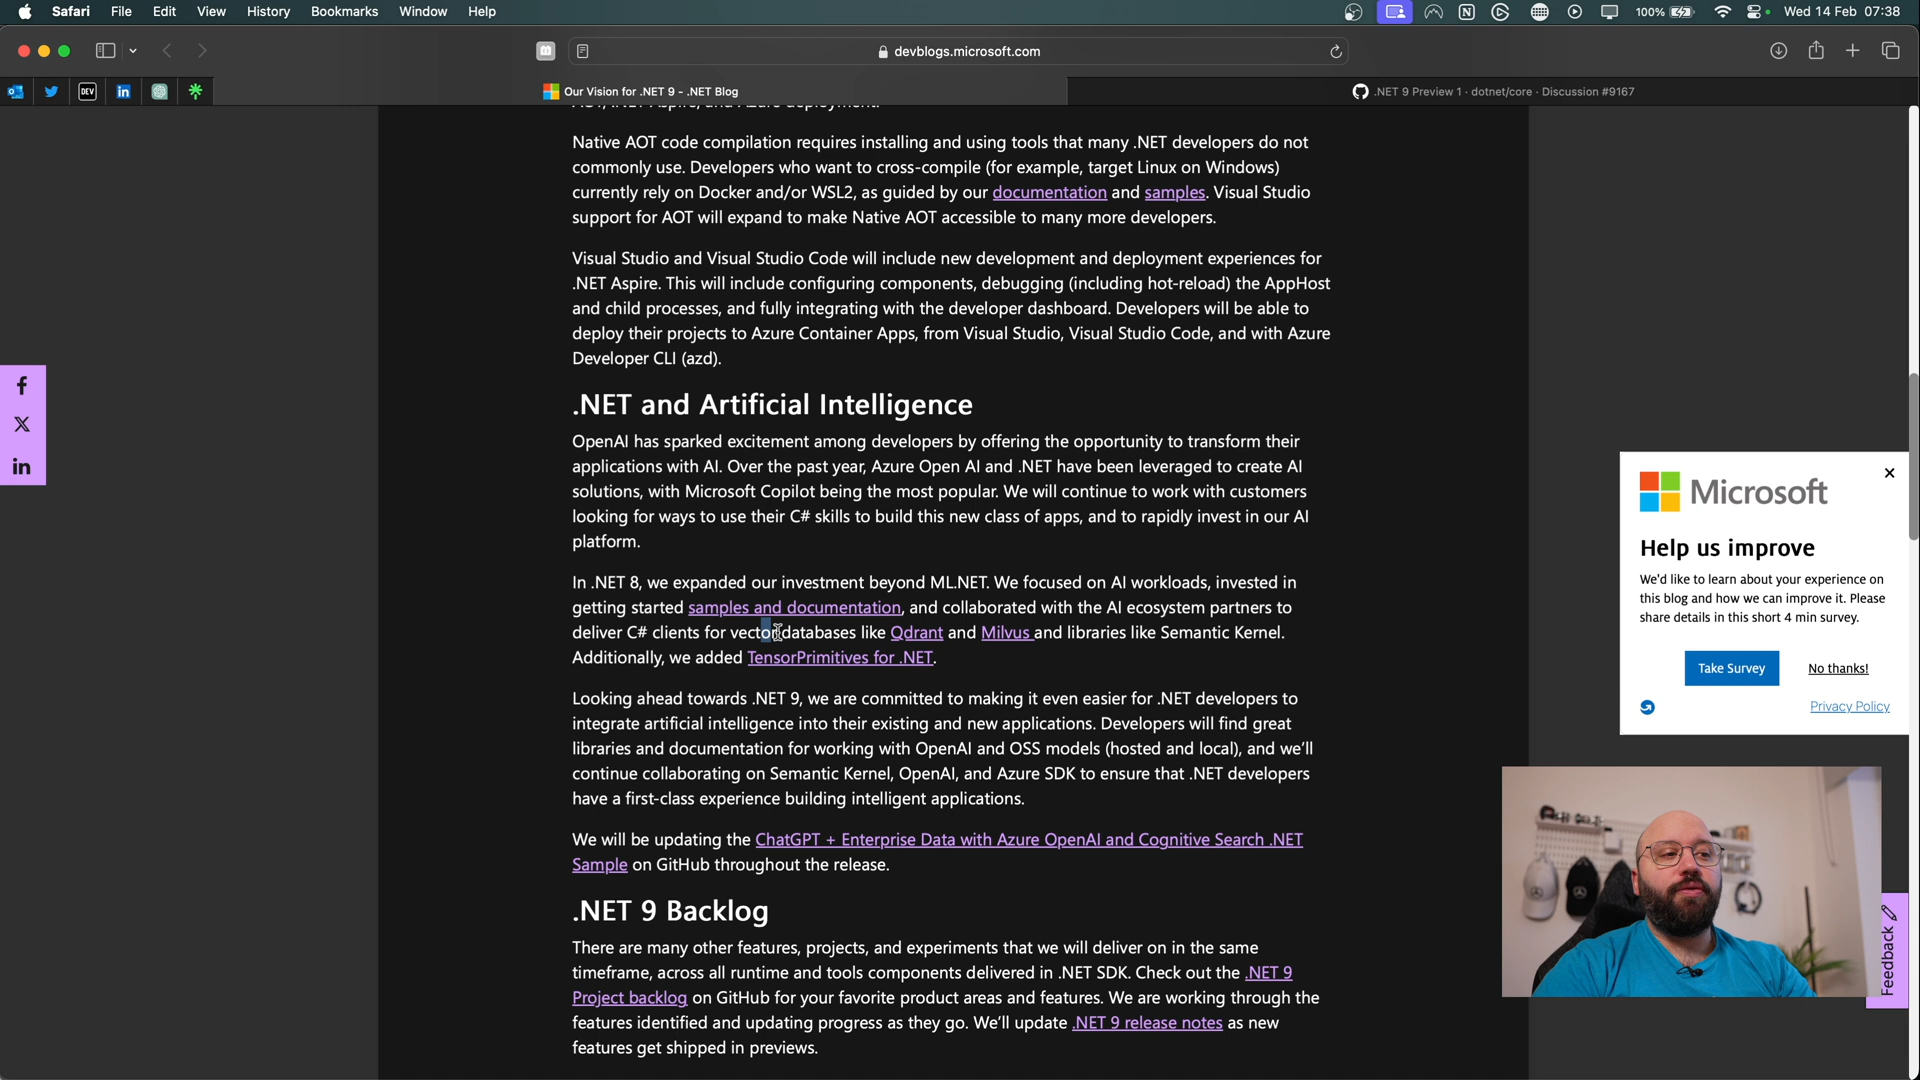 Safari File Edit View History Bookmarks Window Help
100% Wed 14 Feb 07:38
devblogs.microsoft.com
DEV
Our Vision for .NET 9 - .NET Blog
.NET 9 Preview 1 · dotnet/core · Discussion #9167
AOT, .NET Aspire, and Azure deployment.
Native AOT code compilation requires installing and using tools that many .NET developers do not
commonly use. Developers who want to cross-compile (for example, target Linux on Windows)
currently rely on Docker and/or WSL2, as guided by our documentation and samples. Visual Studio
support for AOT will expand to make Native AOT accessible to many more developers.
Visual Studio and Visual Studio Code will include new development and deployment experiences for
.NET Aspire. This will include configuring components, debugging (including hot-reload) the AppHost
and child processes, and fully integrating with the developer dashboard. Developers will be able to
deploy their projects to Azure Container Apps, from Visual Studio, Visual Studio Code, and with Azure
Developer CLI (azd).
.NET and Artificial Intelligence
OpenAI has sparked excitement among developers by offering the opportunity to transform their
applications with AI. Over the past year, Azure Open AI and .NET have been leveraged to create AI
solutions, with Microsoft Copilot being the most popular. We will continue to work with customers
looking for ways to use their C# skills to build this new class of apps, and to rapidly invest in our AI
platform.
In .NET 8, we expanded our investment beyond ML.NET. We focused on AI workloads, invested in
getting started samples and documentation, and collaborated with the AI ecosystem partners to
deliver C# clients for vector databases like Qdrant and Milvus and libraries like Semantic Kernel.
Additionally, we added TensorPrimitives for .NET.
Looking ahead towards .NET 9, we are committed to making it even easier for .NET developers to
integrate artificial intelligence into their existing and new applications. Developers will find great
libraries and documentation for working with OpenAI and OSS models (hosted and local), and we'll
continue collaborating on Semantic Kernel, OpenAI, and Azure SDK to ensure that .NET developers
have a first-class experience building intelligent applications.
We will be updating the ChatGPT + Enterprise Data with Azure OpenAI and Cognitive Search .NET
Sample on GitHub throughout the release.
.NET 9 Backlog
There are many other features, projects, and experiments that we will deliver on in the same
timeframe, across all runtime and tools components delivered in .NET SDK. Check out the .NET 9
Project backlog on GitHub for your favorite product areas and features. We are working through the
features identified and updating progress as they go. We'll update .NET 9 release notes as new
features get shipped in previews.
Microsoft
Help us improve
We'd like to learn about your experience on
this blog and how we can improve it. Please
share details in this short 4 min survey.
Take Survey No thanks!
Privacy Policy
Feedback